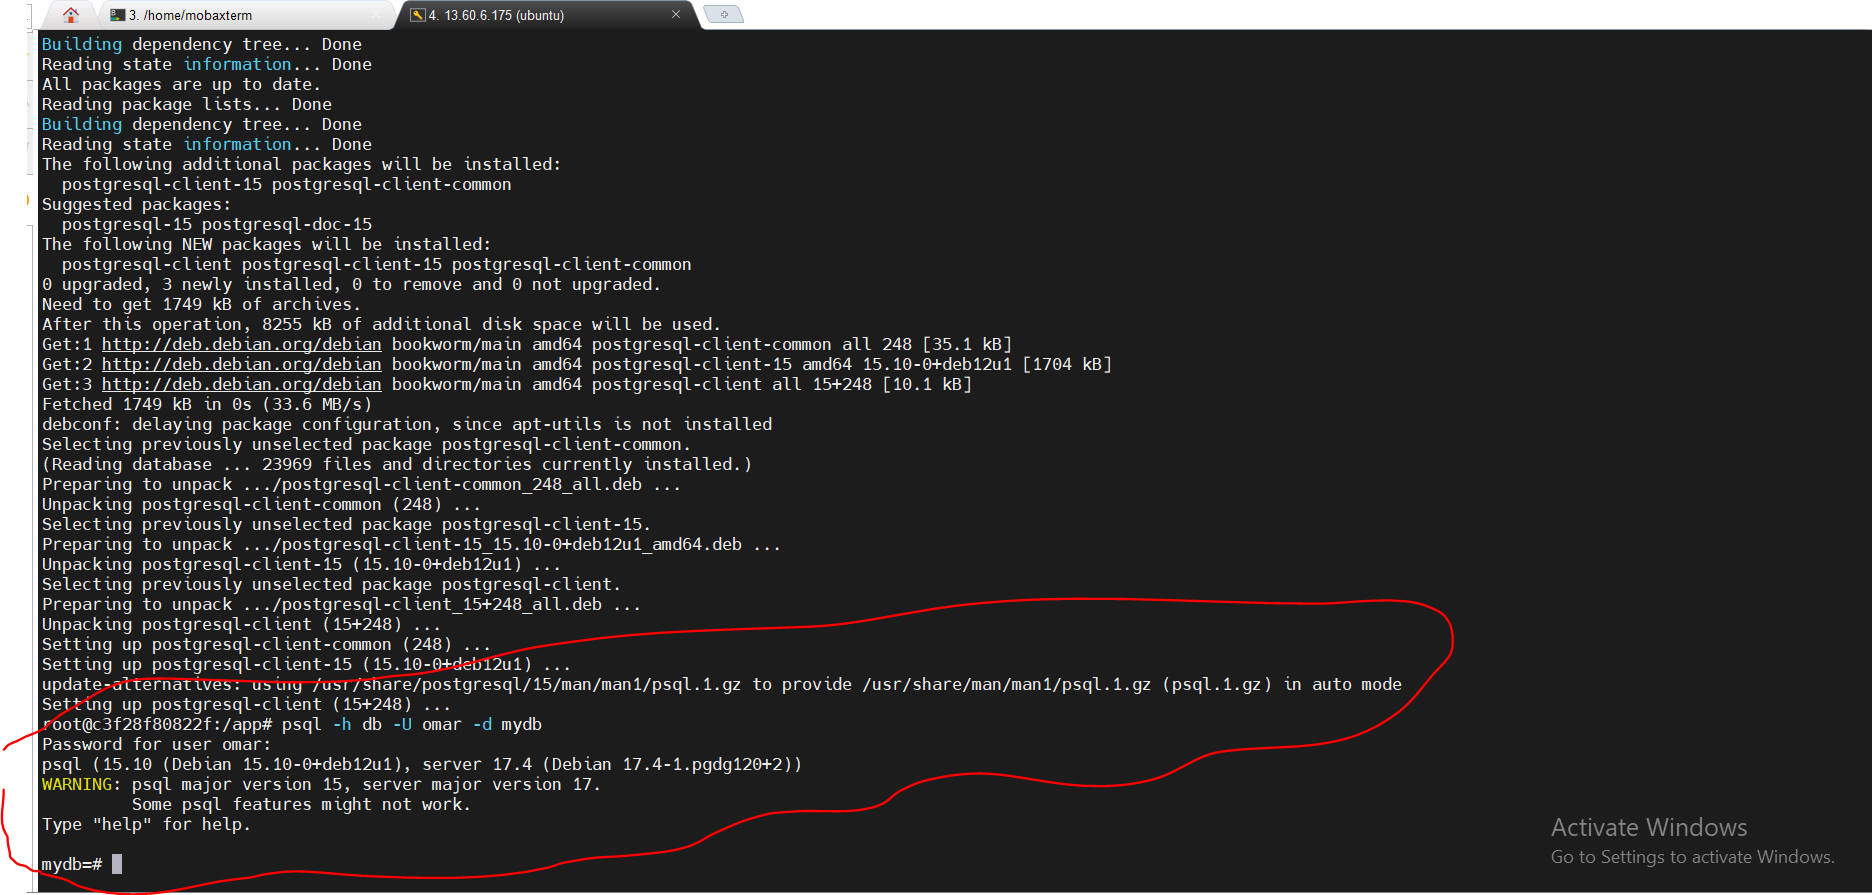 3. /home/mobaxterm
4. 13.60.6.175 (ubuntu)
Building dependency tree... Done
Reading state information... Done
All packages are up to date.
Reading package lists... Done
Building dependency tree... Done
Reading state information... Done
The following additional packages will be installed:
  postgresql-client-15 postgresql-client-common
Suggested packages:
  postgresql-15 postgresql-doc-15
The following NEW packages will be installed:
  postgresql-client postgresql-client-15 postgresql-client-common
0 upgraded, 3 newly installed, 0 to remove and 0 not upgraded.
Need to get 1749 kB of archives.
After this operation, 8255 kB of additional disk space will be used.
Get:1 http://deb.debian.org/debian bookworm/main amd64 postgresql-client-common all 248 [35.1 kB]
Get:2 http://deb.debian.org/debian bookworm/main amd64 postgresql-client-15 amd64 15.10-0+deb12u1 [1704 kB]
Get:3 http://deb.debian.org/debian bookworm/main amd64 postgresql-client all 15+248 [10.1 kB]
Fetched 1749 kB in 0s (33.6 MB/s)
debconf: delaying package configuration, since apt-utils is not installed
Selecting previously unselected package postgresql-client-common.
(Reading database ... 23969 files and directories currently installed.)
Preparing to unpack .../postgresql-client-common_248_all.deb ...
Unpacking postgresql-client-common (248) ...
Selecting previously unselected package postgresql-client-15.
Preparing to unpack .../postgresql-client-15_15.10-0+deb12u1_amd64.deb ...
Unpacking postgresql-client-15 (15.10-0+deb12u1) ...
Selecting previously unselected package postgresql-client.
Preparing to unpack .../postgresql-client_15+248_all.deb ...
Unpacking postgresql-client (15+248) ...
Setting up postgresql-client-common (248) ...
Setting up postgresql-client-15 (15.10-0+deb12u1) ...
update-alternatives: using /usr/share/postgresql/15/man/man1/psql.1.gz to provide /usr/share/man/man1/psql.1.gz (psql.1.gz) in auto mode
Setting up postgresql-client (15+248) ...
root@c3f28f80822f:/app# psql -h db -U omar -d mydb
Password for user omar:
psql (15.10 (Debian 15.10-0+deb12u1), server 17.4 (Debian 17.4-1.pgdg120+2))
WARNING: psql major version 15, server major version 17.
         Some psql features might not work.
Type "help" for help.
mydb=#
Activate Windows
Go to Settings to activate Windows.